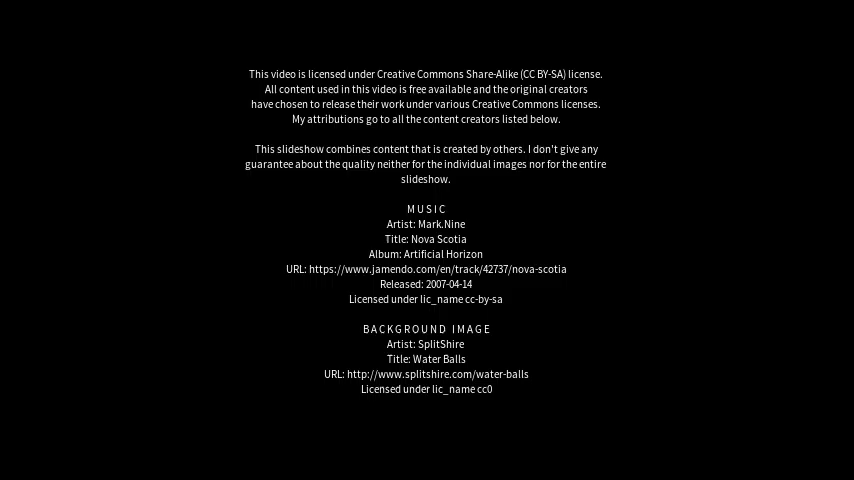 This video is licensed under Creative Commons Share-Alike (CC BY-SA) license.
All content used in this video is free available and the original creators
have chosen to release their work under various Creative Commons licenses.
My attributions go to all the content creators listed below.
This slideshow combines content that is created by others. I don't give any
guarantee about the quality neither for the individual images nor for the entire
slideshow.
MUSIC
Artist: Mark.Nine
Title: Nova Scotia
Album: Artificial Horizon
URL: https://www.jamendo.com/en/track/42737/nova-scotia
Released: 2007-04-14
Licensed under lic_name cc-by-sa
BACKGROUND IMAGE
Artist: SplitShire
Title: Water Balls
URL: http://www.splitshire.com/water-balls
Licensed under lic_name cc0